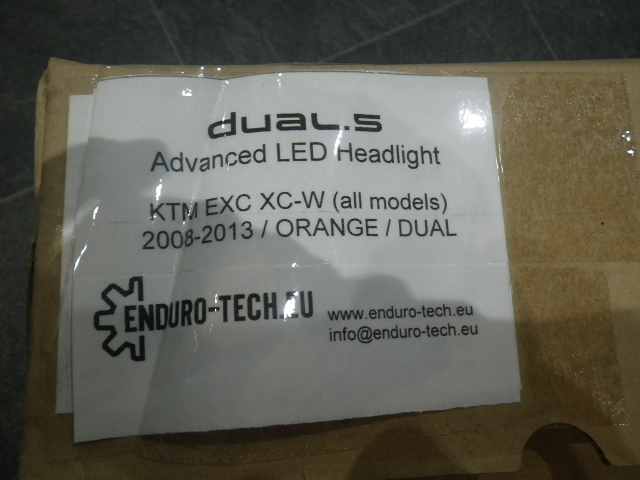 dual.5
Advanced LED Headlight
KTM EXC XC-W (all models)
2008-2013 / ORANGE / DUAL
ENDURO-TECH.EU
www.enduro-tech.eu
info@enduro-tech.eu